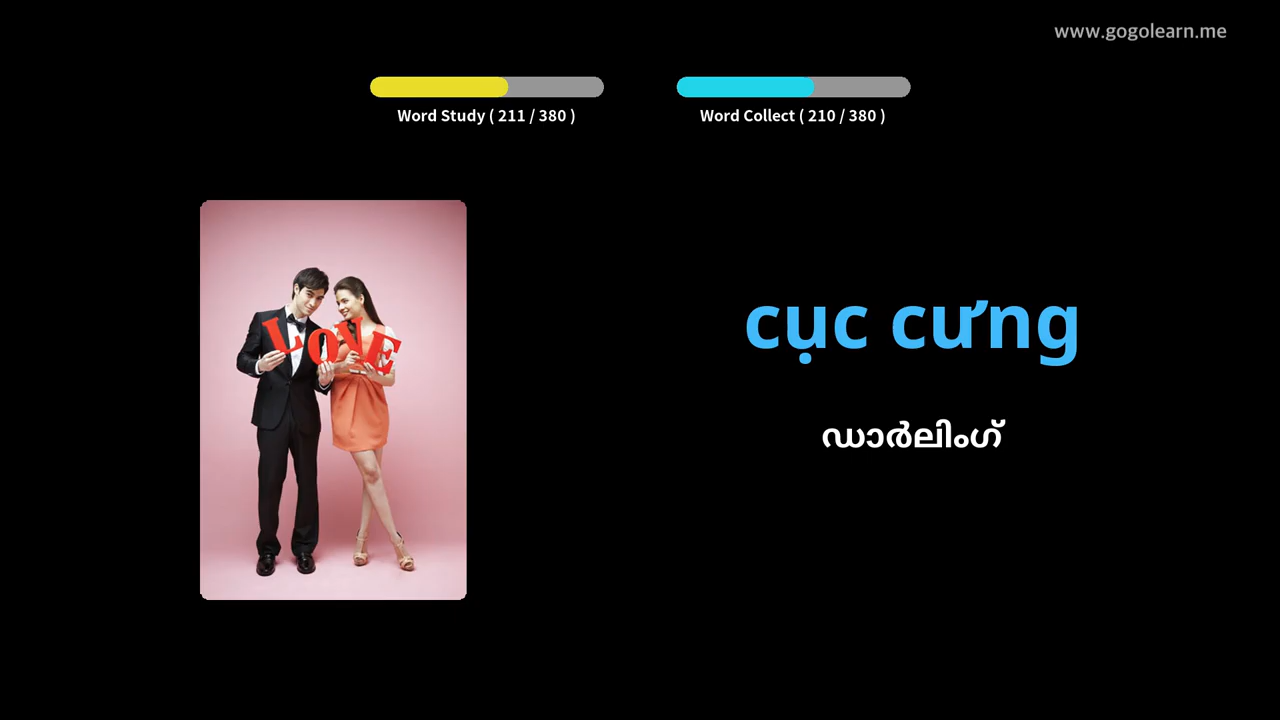 www.gogolearn.me
Word Study ( 211 / 380 )
Word Collect ( 210 / 380 )
LOVE
cục cưng
ഡാർലിംഗ്